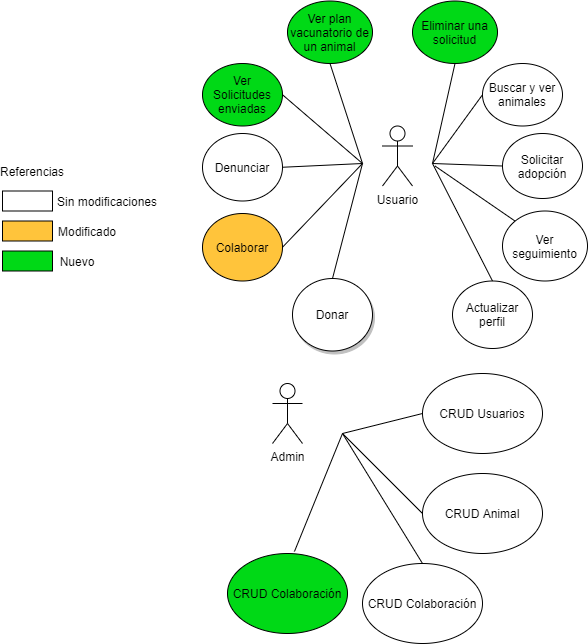 Ver plan
vacunatorio de
un animal
Eliminar una
solicitud
Ver
Solicitudes
enviadas
Buscar y ver
animales
Referencias
Sin modificaciones
Modificado
Nuevo
Denunciar
Usuario
Solicitar
adopción
Colaborar
Ver
seguimiento
Donar
Actualizar
perfil
Admin
CRUD Usuarios
CRUD Animal
CRUD Colaboración
CRUD Colaboración